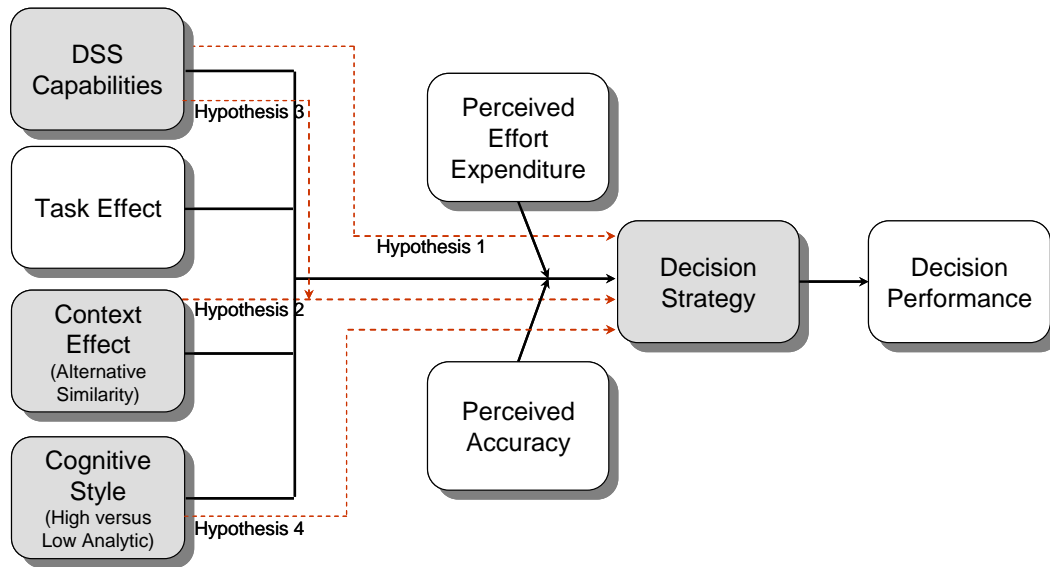 DSS
Capabilities
Hypothesis 3
Task Effect
Context
Effect
(Alternative
Similarity)
Hypothesis 2
Cognitive
Style
(High versus
Low Analytic)
Hypothesis 4
Perceived
Effort
Expenditure
Hypothesis 1
Perceived
Accuracy
Decision
Strategy
Decision
Performance